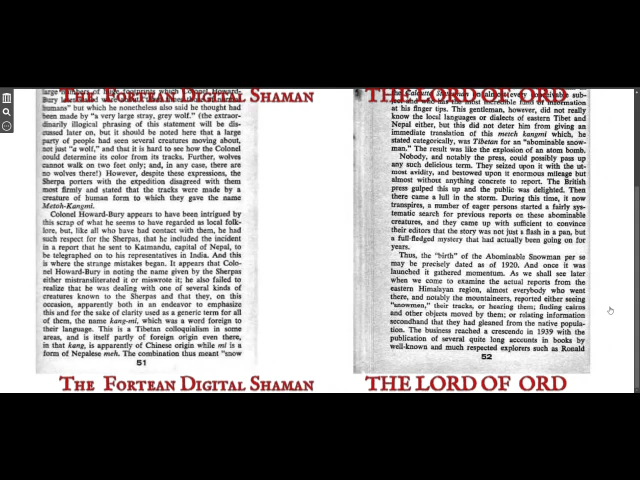 large numbers of huge footprints which Colonel Howard-
THE FORTEAN DIGITAL SHAMAN
humans" but which he nonetheless also said he thought had
been made by "a very large stray, grey wolf." (the extraor-
dinarily illogical phrasing of this statement will be dis-
cussed later on, but it should be noted here that a large
party of people had seen several creatures moving about,
not just "a wolf," and that it is hard to see how the Colonel
could determine its color from its tracks. Further, wolves
cannot walk on two feet only; and, in any case, there are
no wolves there!) However, despite these expressions, the
Sherpa porters with the expedition disagreed with them
most firmly and stated that the tracks were made by a
creature of human form to which they gave the name
Metoh-Kangmi.
Colonel Howard-Bury appears to have been intrigued by
this scrap of what he seems to have regarded as local folk-
lore, but, like all who have had contact with them, he had
such respect for the Sherpas, that he included the incident
in a report that he sent to Katmandu, capital of Nepal, to
be telegraphed on to his representatives in India. And this
is where the strange mistakes began. It appears that Colo-
nel Howard-Bury in noting the name given by the Sherpas
either mistransliterated it or miswrote it; he also failed to
realize that he was dealing with one of several kinds of
creatures known to the Sherpas and that they, on this
occasion, apparently both in an endeavor to emphasize
this and for the sake of clarity used as a generic term for all
of them, the name kang-mi, which was a word foreign to
their language. This is a Tibetan colloquialism in some
areas, and is itself partly of foreign origin even there,
in that kang, is apparently of Chinese origin while mi is a
form of Nepalese meh. The combination thus meant "snow
51
THE FORTEAN DIGITAL SHAMAN
the Calcutta Statesman on almost every conceivable sub-
THE LORD OF ORD
ject and who has the most incredible kind of information
at his finger tips. This gentleman, however, did not really
know the local languages or dialects of eastern Tibet and
Nepal either, but this did not deter him from giving an
immediate translation of this metch kangmi which, he
stated categorically, was Tibetan for an "abominable snow-
man." The result was like the explosion of an atom bomb.
Nobody, and notably the press, could possibly pass up
any such delicious term. They seized upon it with the ut-
most avidity, and bestowed upon it enormous mileage but
almost without anything concrete to report. The British
press gulped this up and the public was delighted. Then
there came a lull in the storm. During this time, it now
transpires, a number of eager persons started a fairly sys-
tematic search for previous reports on these abominable
creatures, and they came up with sufficient to convince
their editors that the story was not just a flash in a pan, but
a full-fledged mystery that had actually been going on for
years.
Thus, the "birth" of the Abominable Snowman per se
may be precisely dated as of 1920. And once it was
launched it gathered momentum. As we shall see later
when we come to examine the actual reports from the
eastern Himalayan region, almost everybody who went
there, and notably the mountaineers, reported either seeing
"snowmen," their tracks, or hearing them; finding cairns
and other objects moved by them; or relating information
secondhand that they had gleaned from the native popula-
tion. The business reached a crescendo in 1939 with the
publication of several quite long accounts in books by
well-known and much respected explorers such as Ronald
52
THE LORD OF ORD